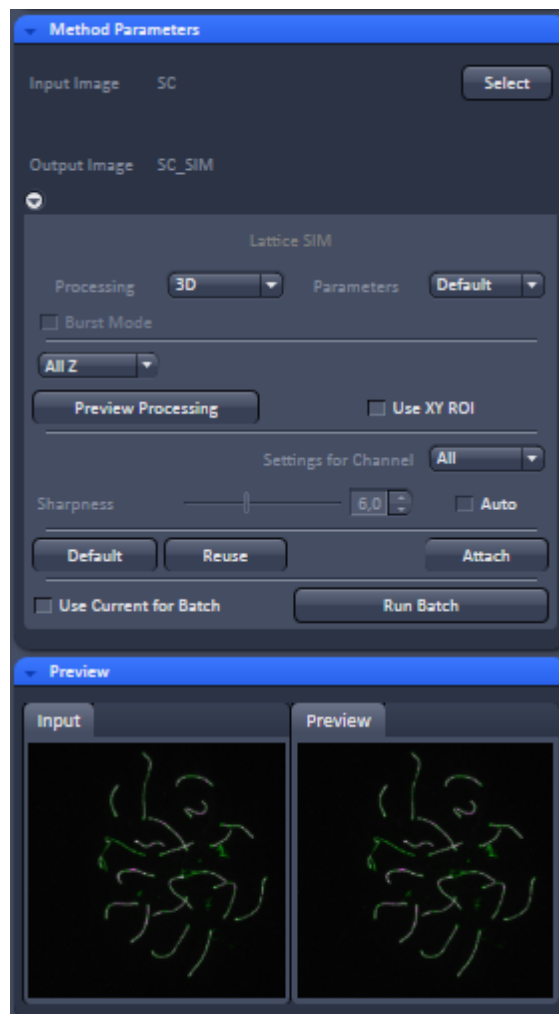 Method Parameters
Input Image SC Select
Output Image SC_SIM
Lattice SIM
Processing 3D Parameters Default
Burst Mode
All Z
Preview Processing Use XY ROI
Settings for Channel All
Sharpness 6,0 Auto
Default Reuse Attach
Use Current for Batch Run Batch
Preview
Input Preview